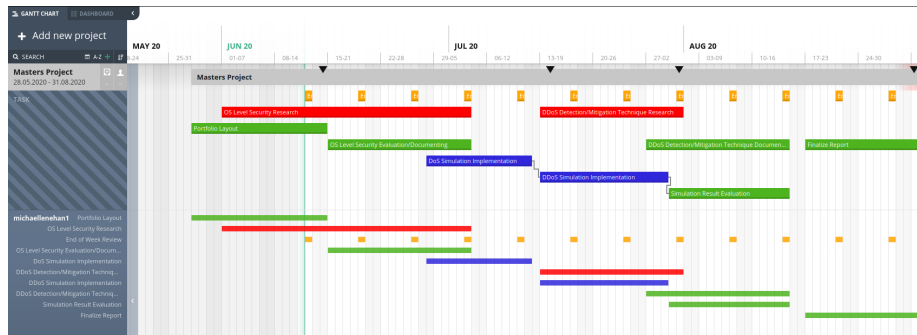 GANTT CHART DASHBOARD
+ Add new project
SEARCH A-Z
MAY 20 JUN 20 JUL 20 AUG 20
8-24 25-31 01-07 08-14 15-21 22-28 29-05 13-19 20-26 27-02 03-09 10-16 17-23 24-30
Masters Project
28.05.2020 - 31.08.2020
Masters Project
TASK
OS Level Security Research DDoS Detection/Mitigation Technique Research
Portfolio Layout
OS Level Security Evaluation/Documenting DDoS Detection/Mitigation Technique Documen... Finalize Report
DoS Simulation Implementation
DDoS Simulation Implementation
Simulation Result Evaluation
michaellenehan1 Portfolio Layout
OS Level Security Research
End of Week Review
OS Level Security Evaluation/Docum...
DoS Simulation Implementation
DDoS Detection/Mitigation Techniq...
DDoS Simulation Implementation
DDoS Detection/Mitigation Techniq...
Simulation Result Evaluation
Finalize Report